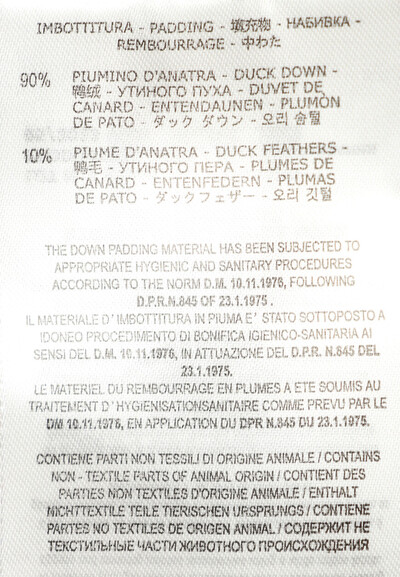 IMBOTTITURA - PADDING - 填充物 - НАБИВКА -
REMBOURRAGE - 中わた
90% PIUMINO D'ANATRA - DUCK DOWN -
鸭绒 - УТИНОГО ПУХА - DUVET DE
CANARD - ENTENDAUNEN - PLUMÓN
DE PATO - ダック ダウン - 오리 솜털
10% PIUME D'ANATRA - DUCK FEATHERS -
鸭毛 - УТИНОГО ПЕРА - PLUMES DE
CANARD - ENTENFEDERN - PLUMAS
DE PATO - ダックフェザー - 오리 깃털
THE DOWN PADDING MATERIAL HAS BEEN SUBJECTED TO
APPROPRIATE HYGIENIC AND SANITARY PROCEDURES
ACCORDING TO THE NORM D.M. 10.11.1976, FOLLOWING
D.P.R.N.845 OF 23.1.1975.
IL MATERIALE D' IMBOTTITURA IN PIUMA E' STATO SOTTOPOSTO A
IDONEO PROCEDIMENTO DI BONIFICA IGIENICO-SANITARIA AI
SENSI DEL D.M. 10.11.1976, IN ATTUAZIONE DEL D.P.R. N.845 DEL
23.1.1975.
LE MATERIEL DU REMBOURRAGE EN PLUMES A ETE SOUMIS AU
TRAITEMENT D' HYGIENISATIONSANITAIRE COMME PREVU PAR LE
DM 10.11.1976, EN APPLICATION DU DPR N.845 DU 23.1.1975.
CONTIENE PARTI NON TESSILI DI ORIGINE ANIMALE / CONTAINS
NON - TEXTILE PARTS OF ANIMAL ORIGIN / CONTIENT DES
PARTIES NON TEXTILES D'ORIGINE ANIMALE / ENTHALT
NICHTTEXTILE TEILE TIERISCHEN URSPRUNGS / CONTIENE
PARTES NO TEXTILES DE ORIGEN ANIMAL / СОДЕРЖИТ НЕ
ТЕКСТИЛЬНЫЕ ЧАСТИ ЖИВОТНОГО ПРОИСХОЖДЕНИЯ